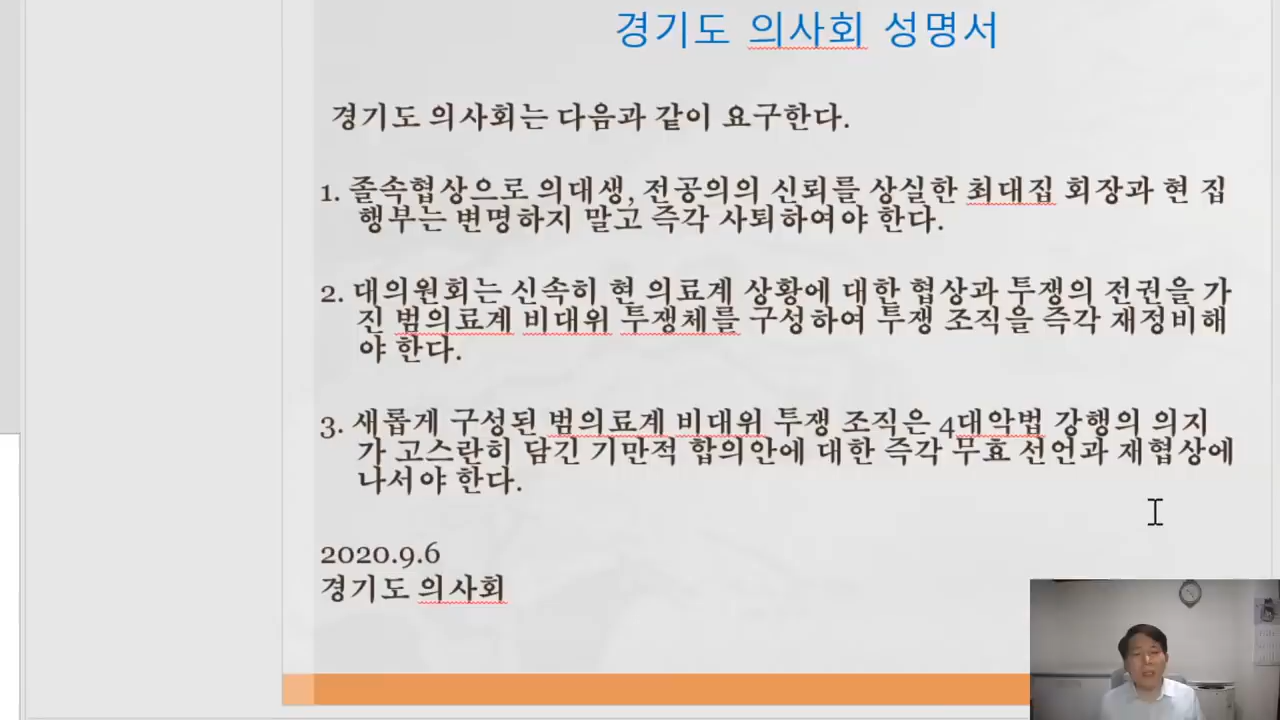 경기도 의사회 성명서
경기도 의사회는 다음과 같이 요구한다.
1. 졸속협상으로 의대생, 전공의의 신뢰를 상실한 최대집 회장과 현 집
행부는 변명하지 말고 즉각 사퇴하여야 한다.
2. 대의원회는 신속히 현 의료계 상황에 대한 협상과 투쟁의 전권을 가
진 범의료계 비대위 투쟁체를 구성하여 투쟁 조직을 즉각 재정비해
야 한다.
3. 새롭게 구성된 범의료계 비대위 투쟁 조직은 4대악법 강행의 의지
가 고스란히 담긴 기만적 합의안에 대한 즉각 무효 선언과 재협상에
나서야 한다.
2020.9.6
경기도 의사회